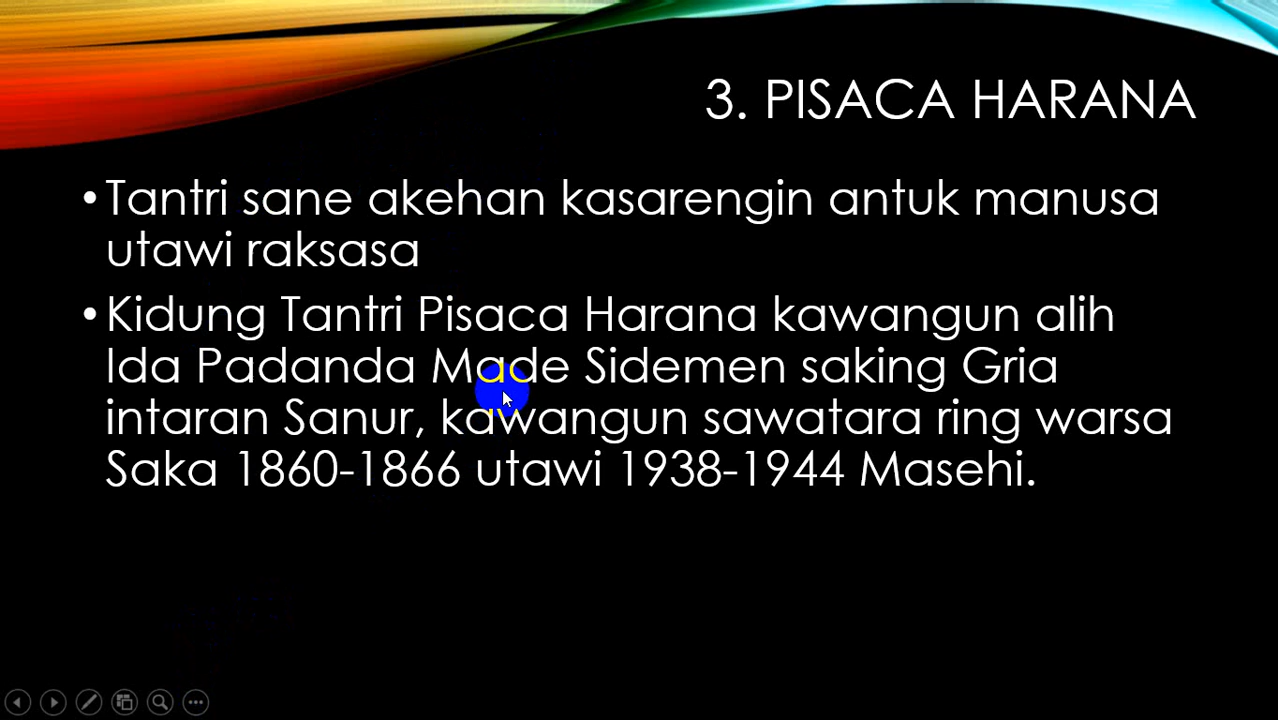 3. PISACA HARANA
•Tantri sane akehan kasarengin antuk manusa
utawi raksasa
•Kidung Tantri Pisaca Harana kawangun alih
Ida Padanda Made Sidemen saking Gria
intaran Sanur, kawangun sawatara ring warsa
Saka 1860-1866 utawi 1938-1944 Masehi.